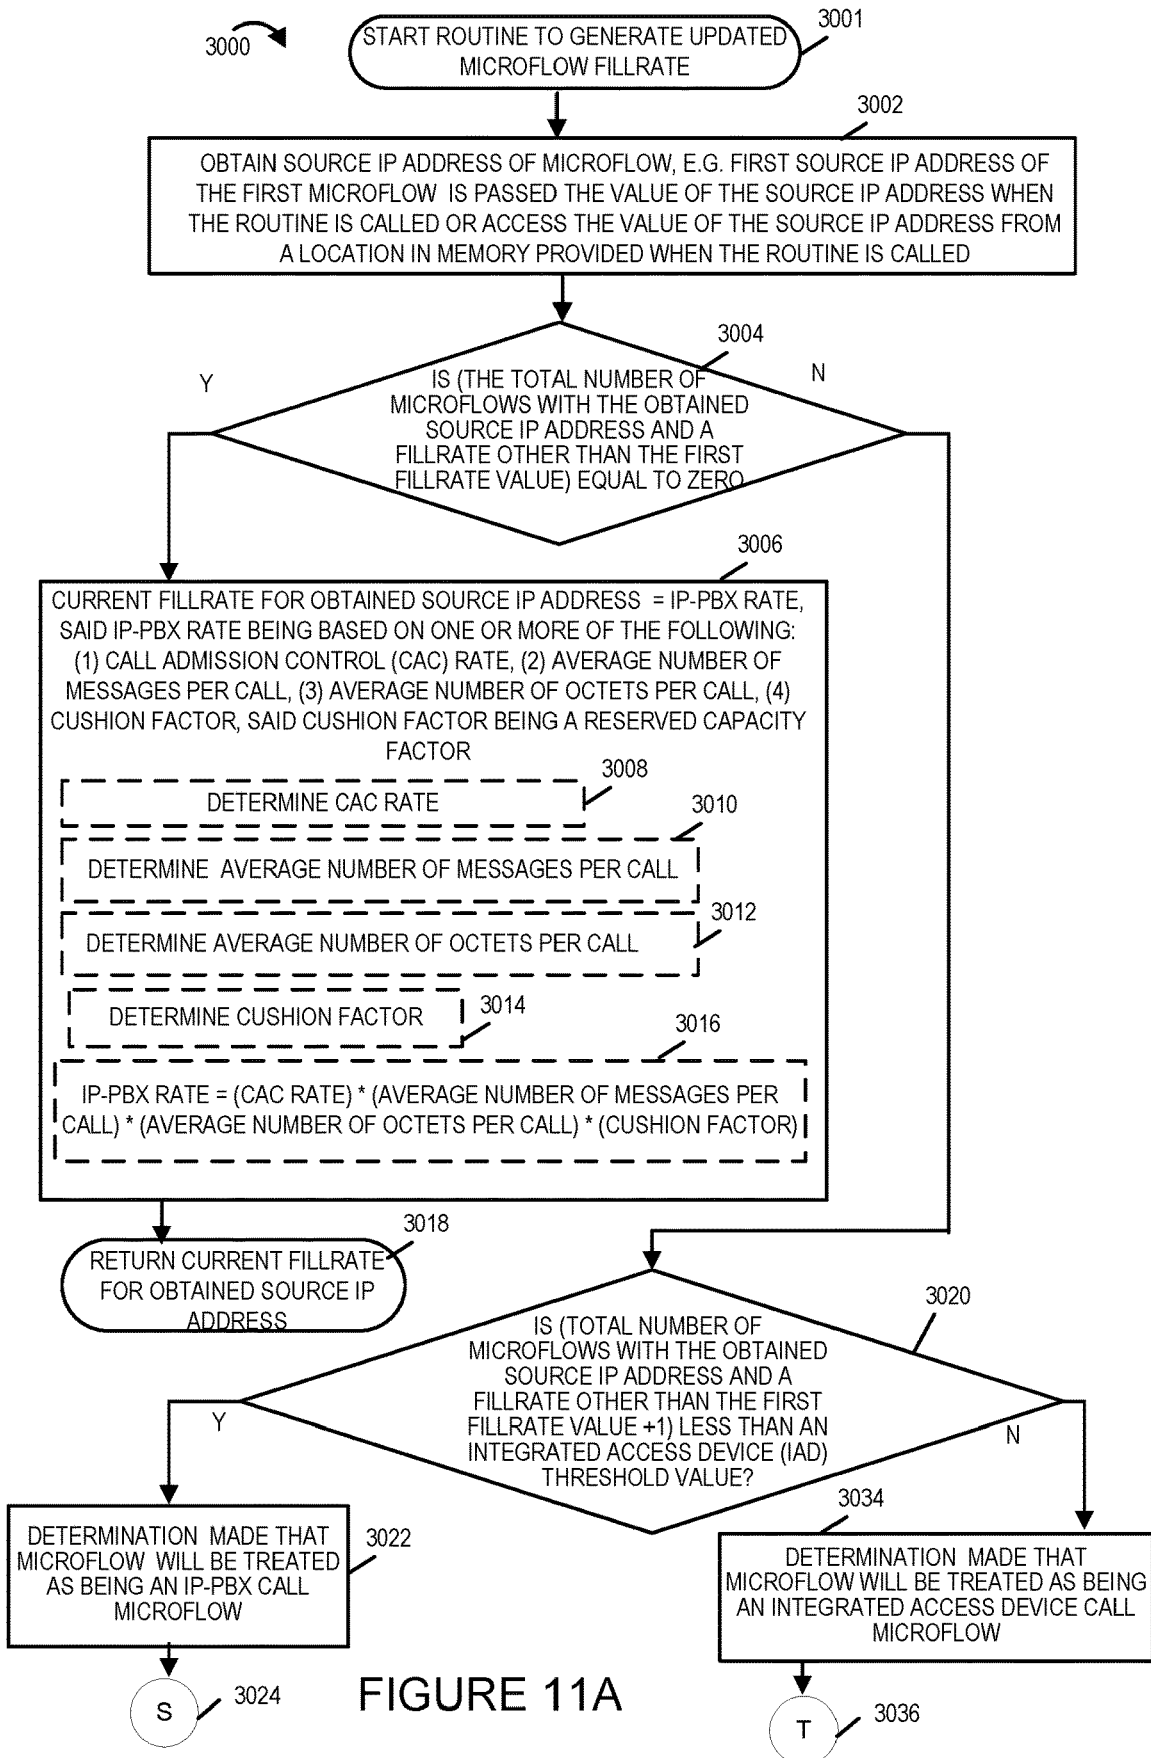 3000
START ROUTINE TO GENERATE UPDATED
MICROFLOW FILLRATE
3001
3002
OBTAIN SOURCE IP ADDRESS OF MICROFLOW, E.G. FIRST SOURCE IP ADDRESS OF
THE FIRST MICROFLOW IS PASSED THE VALUE OF THE SOURCE IP ADDRESS WHEN
THE ROUTINE IS CALLED OR ACCESS THE VALUE OF THE SOURCE IP ADDRESS FROM
A LOCATION IN MEMORY PROVIDED WHEN THE ROUTINE IS CALLED
3004
Y
N
IS (THE TOTAL NUMBER OF
MICROFLOWS WITH THE OBTAINED
SOURCE IP ADDRESS AND A
FILLRATE OTHER THAN THE FIRST
FILLRATE VALUE) EQUAL TO ZERO
3006
CURRENT FILLRATE FOR OBTAINED SOURCE IP ADDRESS = IP-PBX RATE,
SAID IP-PBX RATE BEING BASED ON ONE OR MORE OF THE FOLLOWING:
(1) CALL ADMISSION CONTROL (CAC) RATE, (2) AVERAGE NUMBER OF
MESSAGES PER CALL, (3) AVERAGE NUMBER OF OCTETS PER CALL, (4)
CUSHION FACTOR, SAID CUSHION FACTOR BEING A RESERVED CAPACITY
FACTOR
3008
DETERMINE CAC RATE
3010
DETERMINE AVERAGE NUMBER OF MESSAGES PER CALL
3012
DETERMINE AVERAGE NUMBER OF OCTETS PER CALL
DETERMINE CUSHION FACTOR
3014
3016
IP-PBX RATE = (CAC RATE) * (AVERAGE NUMBER OF MESSAGES PER
CALL) * (AVERAGE NUMBER OF OCTETS PER CALL) * (CUSHION FACTOR)
3018
RETURN CURRENT FILLRATE
FOR OBTAINED SOURCE IP
ADDRESS
3020
IS (TOTAL NUMBER OF
MICROFLOWS WITH THE OBTAINED
SOURCE IP ADDRESS AND A
FILLRATE OTHER THAN THE FIRST
FILLRATE VALUE +1) LESS THAN AN
INTEGRATED ACCESS DEVICE (IAD)
THRESHOLD VALUE?
Y
N
DETERMINATION MADE THAT
MICROFLOW WILL BE TREATED
AS BEING AN IP-PBX CALL
MICROFLOW
3022
3034
DETERMINATION MADE THAT
MICROFLOW WILL BE TREATED AS BEING
AN INTEGRATED ACCESS DEVICE CALL
MICROFLOW
S
3024
FIGURE 11A
T
3036